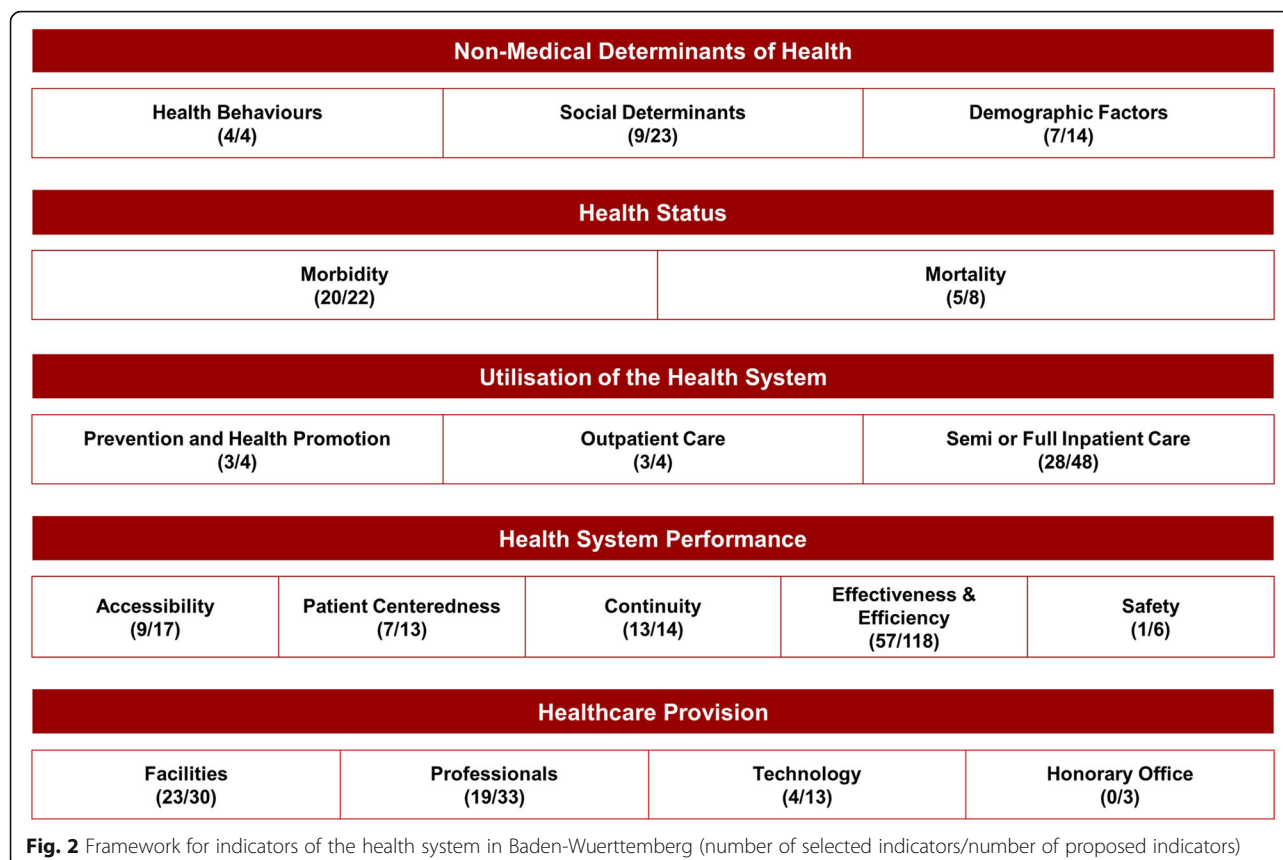 Non-Medical Determinants of Health
Health Behaviours
(4/4)
Social Determinants
(9/23)
Demographic Factors
(7/14)
Health Status
Morbidity
(20/22)
Mortality
(5/8)
Utilisation of the Health System
Prevention and Health Promotion
(3/4)
Outpatient Care
(3/4)
Semi or Full Inpatient Care
(28/48)
Health System Performance
Accessibility
(9/17)
Patient Centeredness
(7/13)
Continuity
(13/14)
Effectiveness &
Efficiency
(57/118)
Safety
(1/6)
Healthcare Provision
Facilities
(23/30)
Professionals
(19/33)
Technology
(4/13)
Honorary Office
(0/3)
Fig. 2 Framework for indicators of the health system in Baden-Wuerttemberg (number of selected indicators/number of proposed indicators)